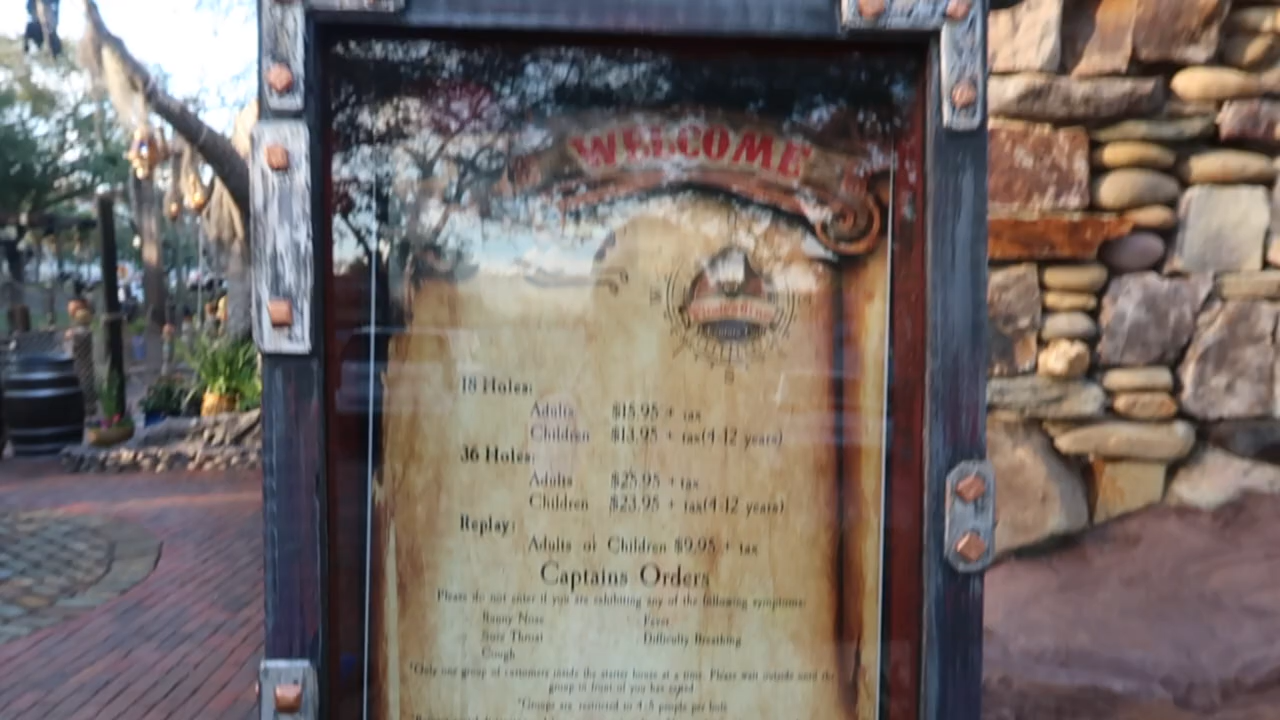 WELCOME
18 Holes:
Adults $15.95 + tax
Children $13.95 + tax(4-12 years)
36 Holes:
Adults $25.95 + tax
Children $23.95 + tax(4-12 years)
Replay:
Adults or Children $9.95 + tax
Captains Orders
Please do not enter if you are exhibiting any of the following symptoms:
Runny Nose Fever
Sore Throat Difficulty Breathing
Cough
*Only one group of customers inside the starter house at a time. Please wait outside until the
group in front of you has exited
*Groups are restricted to 4-5 people per hole